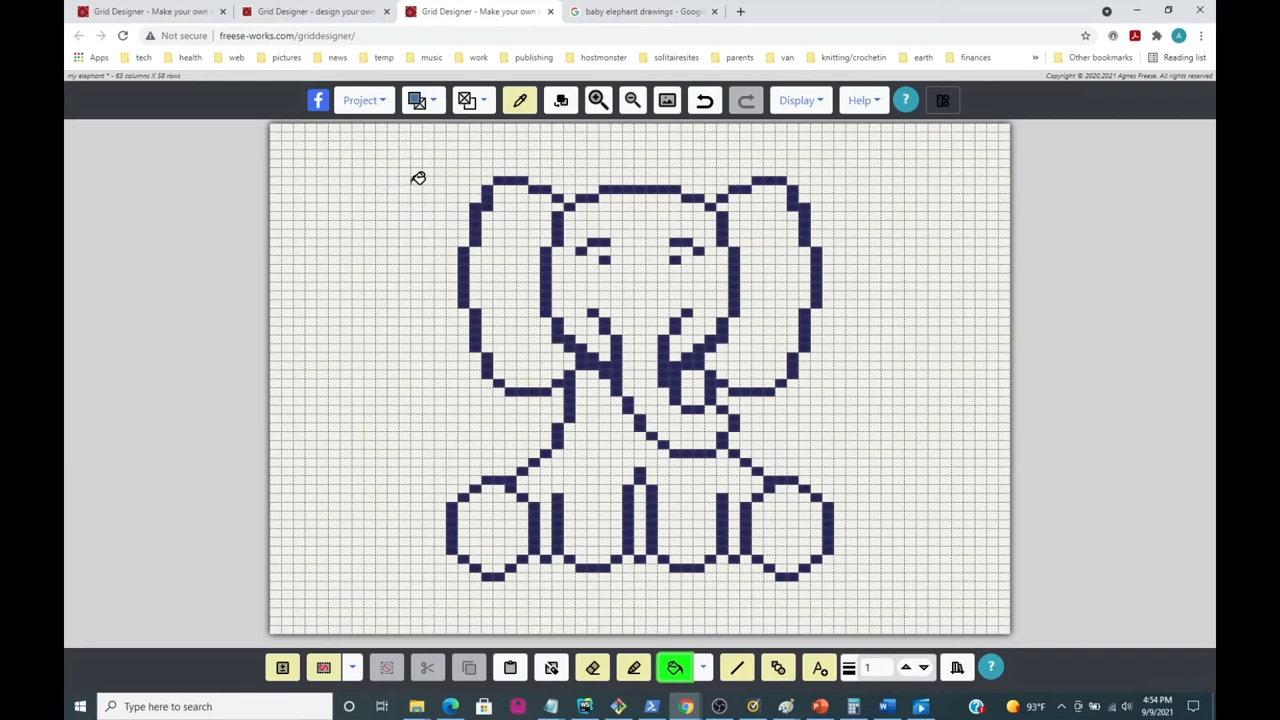 Grid Designer - Make your own c
Grid Designer - design your own
Grid Designer - Make your own c
baby elephant drawings - Google
Not secure
freese-works.com/griddesigner/
Apps
tech
health
web
pictures
news
temp
music
work
publishing
hostmonster
solitairesites
parents
van
knitting/crochetin
earth
finances
»
Other bookmarks
Reading list
my elephant * - 63 columns X 58 rows
Copyright © 2020,2021 Agnes Freese, All rights reserved.
Project
Display
Help
?
1
?
Type here to search
93°F
4:54 PM
9/9/2021